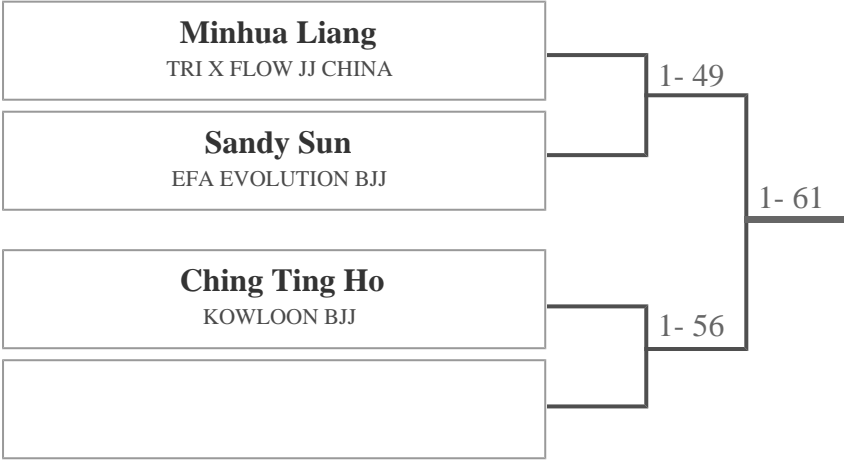 Minhua Liang
TRI X FLOW JJ CHINA
1- 49
Sandy Sun
EFA EVOLUTION BJJ
1- 61
Ching Ting Ho
KOWLOON BJJ
1- 56